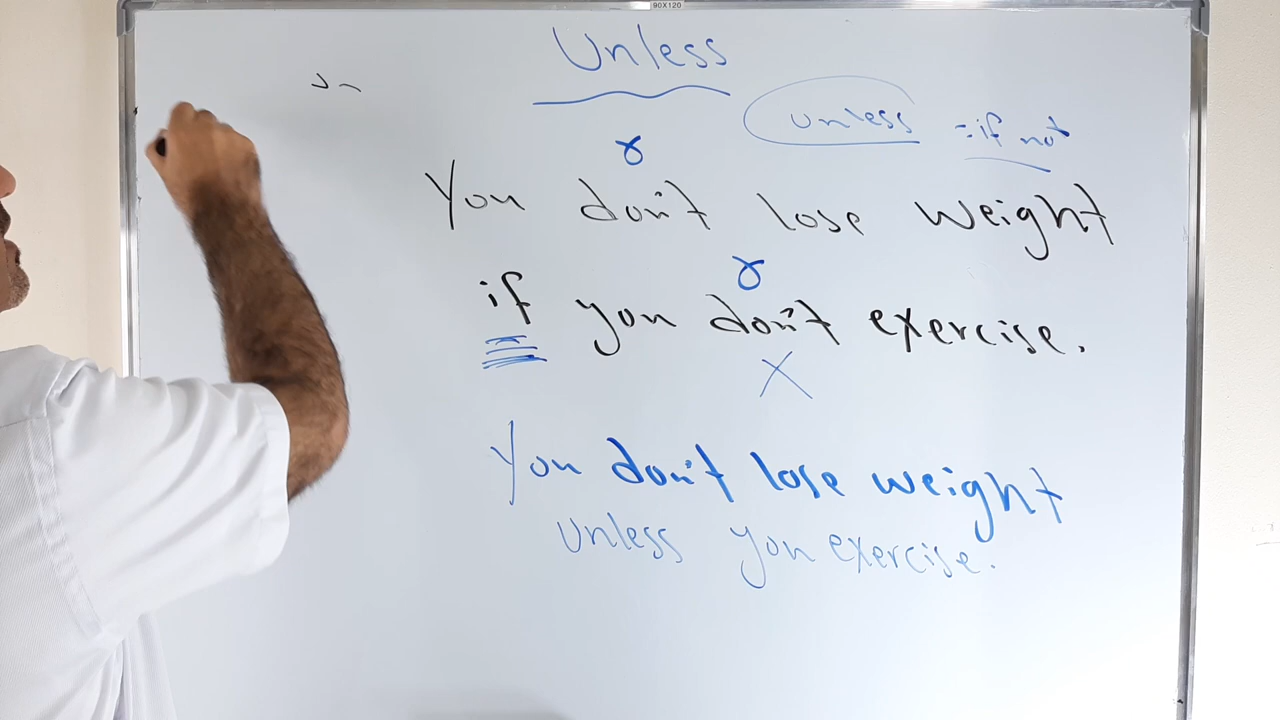 90X120
Unless
unless = if not
You don't lose weight
if you don't exercise.
You don't lose weight
unless you exercise.